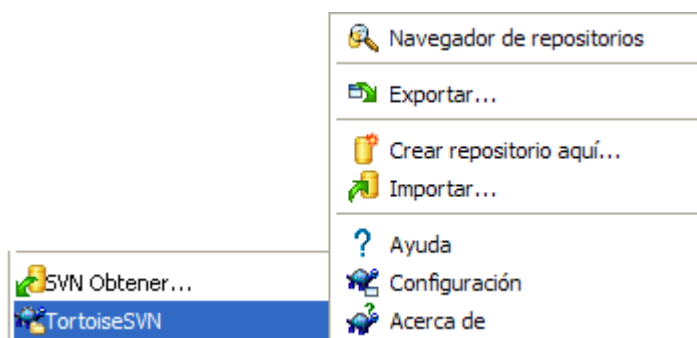 Navegador de repositorios
Exportar...
Crear repositorio aquí...
Importar...
Ayuda
Configuración
Acerca de
SVN Obtener...
TortoiseSVN